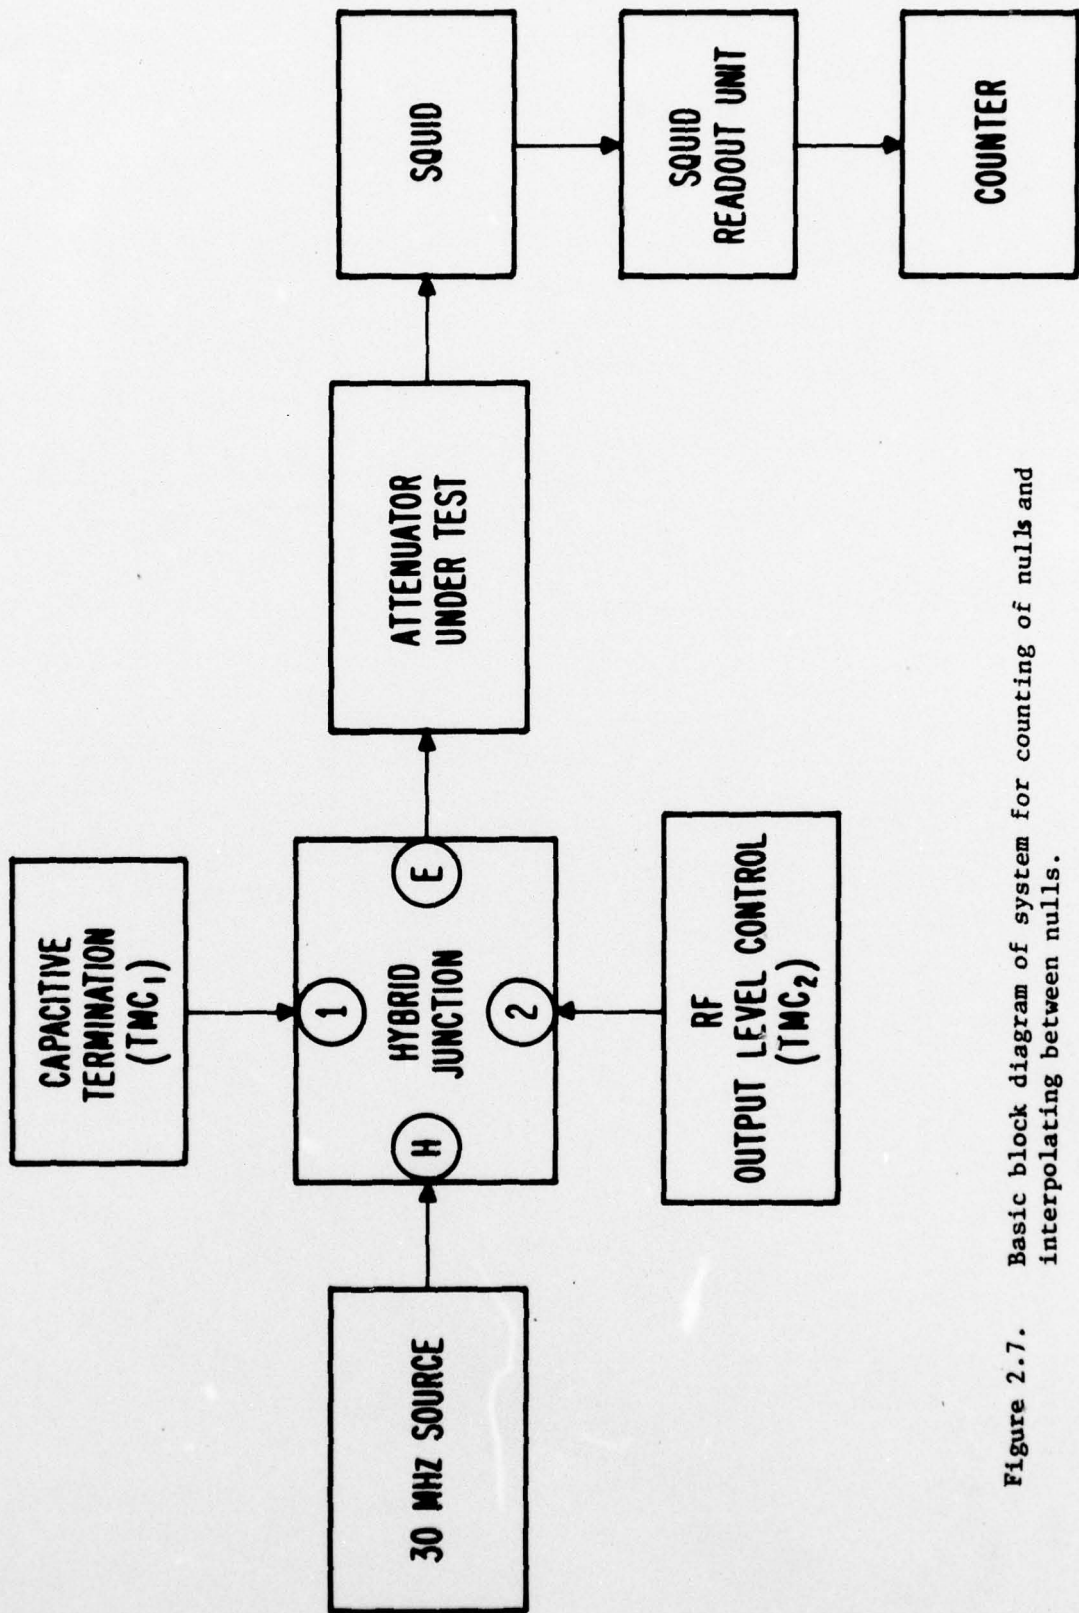 30 MHZ SOURCE
CAPACITIVE
TERMINATION
(TMC₁)
1
H
HYBRID
JUNCTION
E
2
RF
OUTPUT LEVEL CONTROL
(TMC₂)
ATTENUATOR
UNDER TEST
SQUID
SQUID
READOUT UNIT
COUNTER
Figure 2.7. Basic block diagram of system for counting of nulls and
interpolating between nulls.